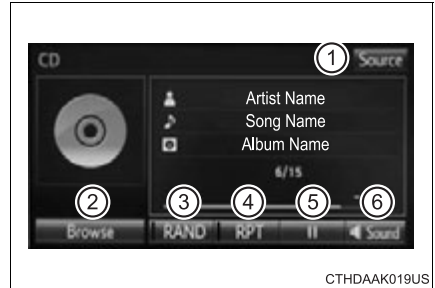 CD
1
Source
Artist Name
Song Name
Album Name
6/15
2
3
4
5
6
Browse
RAND
RPT
Sound
CTHDAAK019US